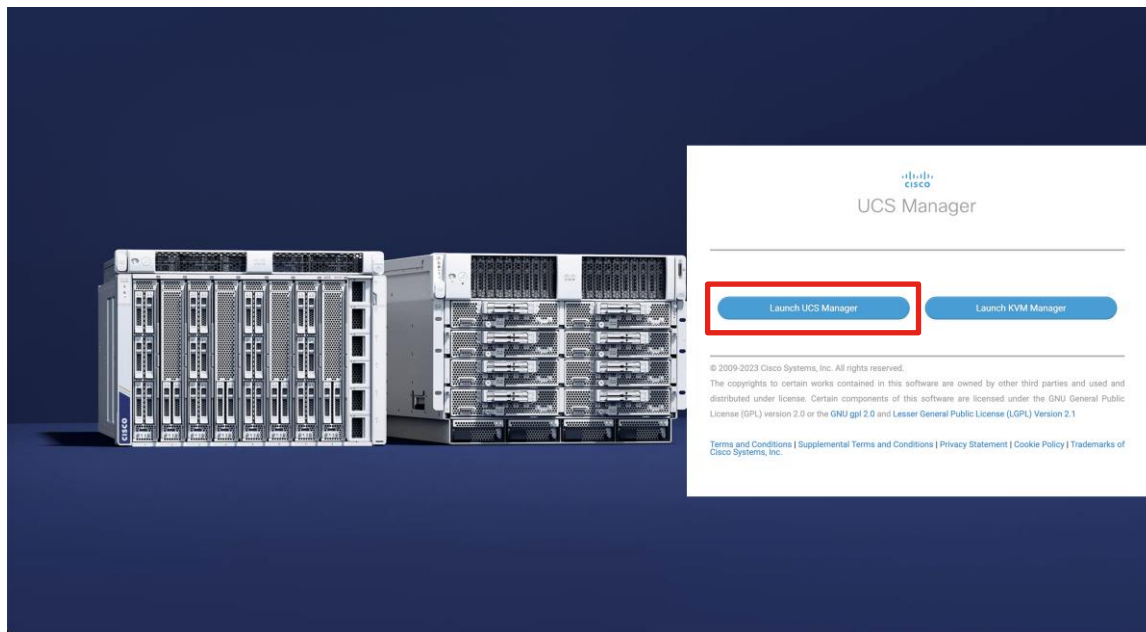 CISCO
CISCO
UCS Manager
Launch UCS Manager
Launch KVM Manager
© 2009-2023 Cisco Systems, Inc. All rights reserved.
The copyrights to certain works contained in this software are owned by other third parties and used and
distributed under license. Certain components of this software are licensed under the GNU General Public
License (GPL) version 2.0 or the GNU gpl 2.0 and Lesser General Public License (LGPL) Version 2.1
Terms and Conditions | Supplemental Terms and Conditions | Privacy Statement | Cookie Policy | Trademarks of
Cisco Systems, Inc.